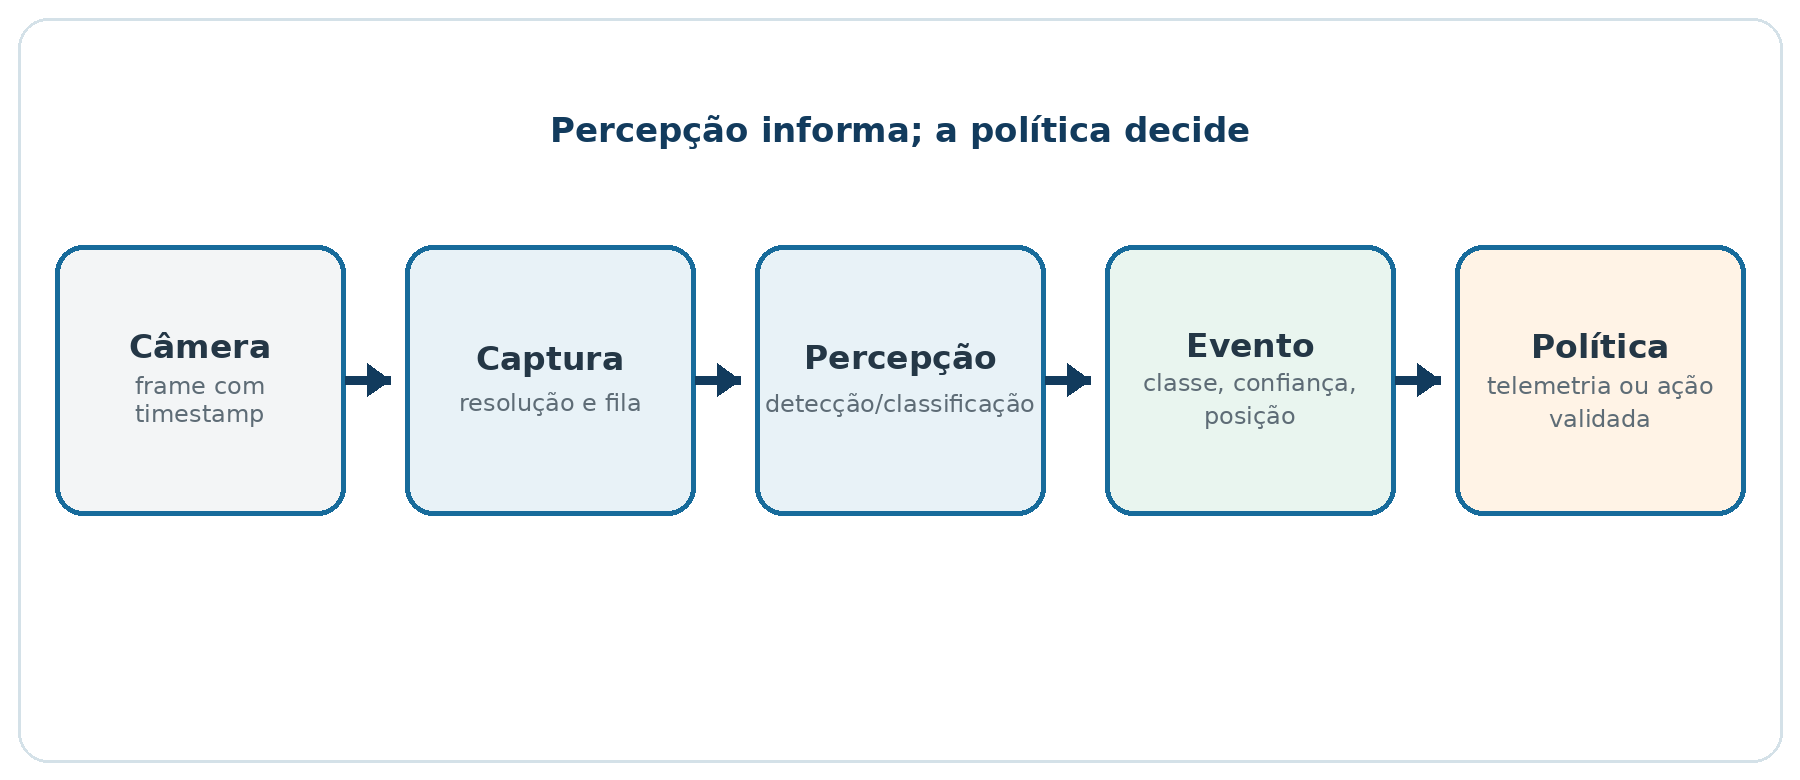 Percepção informa; a política decide
Câmera
frame com
timestamp
Captura
resolução e fila
Percepção
detecção/classificação
Evento
classe, confiança,
posição
Política
telemetria ou ação
validada